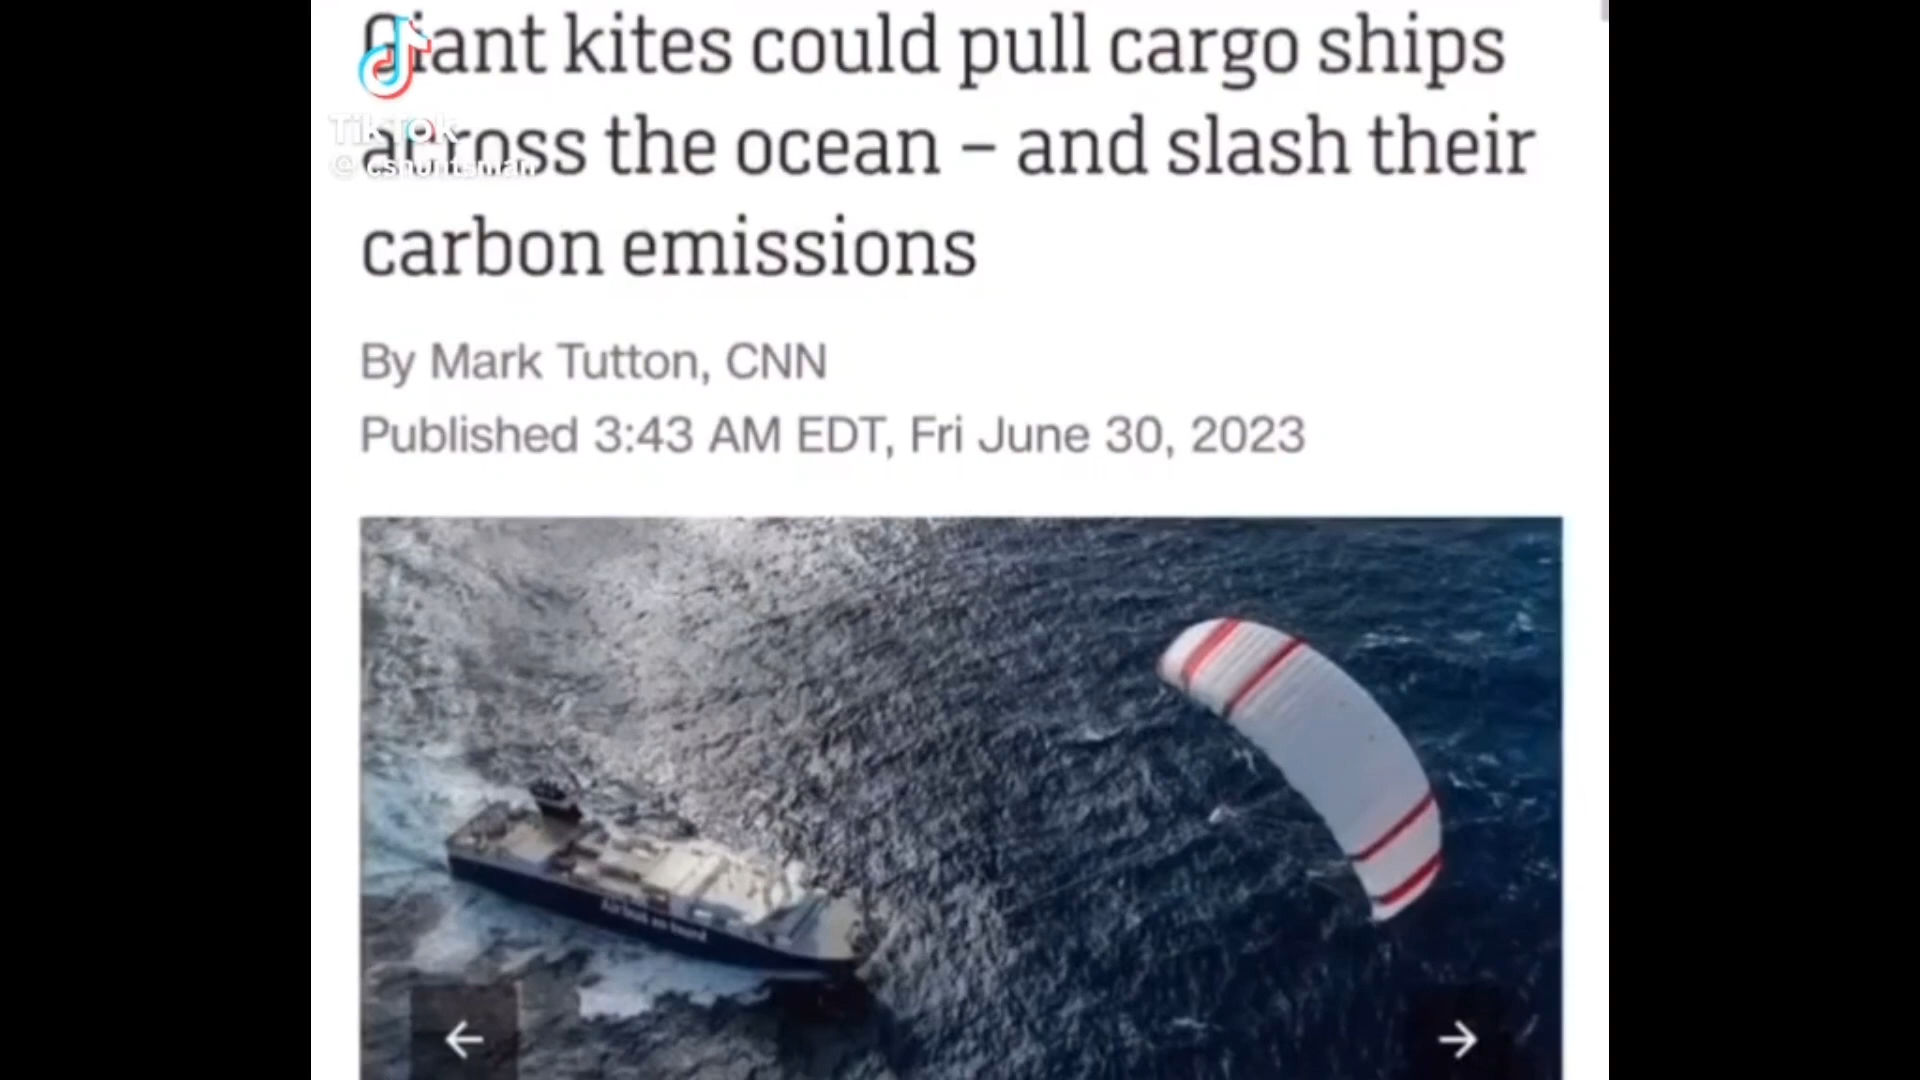 Giant kites could pull cargo ships
across the ocean – and slash their
carbon emissions
TikTok
By Mark Tutton, CNN
Published 3:43 AM EDT, Fri June 30, 2023